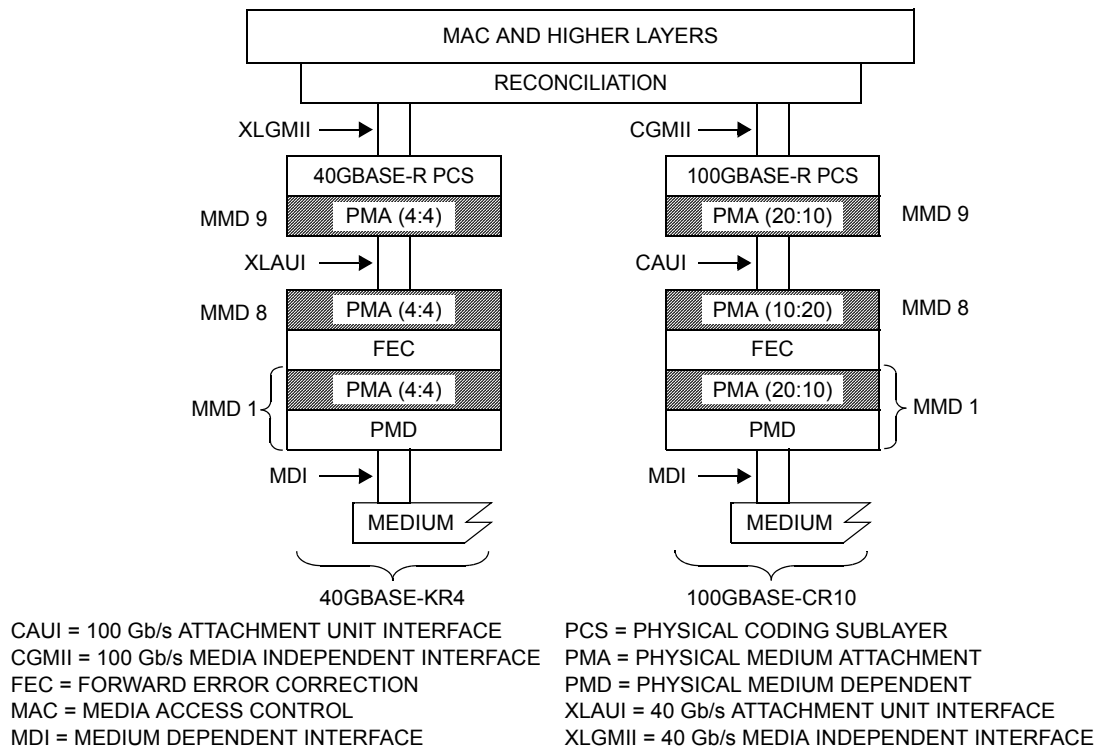 MAC AND HIGHER LAYERS
RECONCILIATION
XLGMII
CGMII
40GBASE-R PCS
100GBASE-R PCS
MMD 9
PMA (4:4)
PMA (20:10)
MMD 9
XLAUI
CAUI
MMD 8
PMA (4:4)
PMA (10:20)
MMD 8
FEC
FEC
MMD 1
PMA (4:4)
PMA (20:10)
MMD 1
PMD
PMD
MDI
MDI
MEDIUM
MEDIUM
40GBASE-KR4
100GBASE-CR10
CAUI = 100 Gb/s ATTACHMENT UNIT INTERFACE
CGMII = 100 Gb/s MEDIA INDEPENDENT INTERFACE
FEC = FORWARD ERROR CORRECTION
MAC = MEDIA ACCESS CONTROL
MDI = MEDIUM DEPENDENT INTERFACE
PCS = PHYSICAL CODING SUBLAYER
PMA = PHYSICAL MEDIUM ATTACHMENT
PMD = PHYSICAL MEDIUM DEPENDENT
XLAUI = 40 Gb/s ATTACHMENT UNIT INTERFACE
XLGMII = 40 Gb/s MEDIA INDEPENDENT INTERFACE